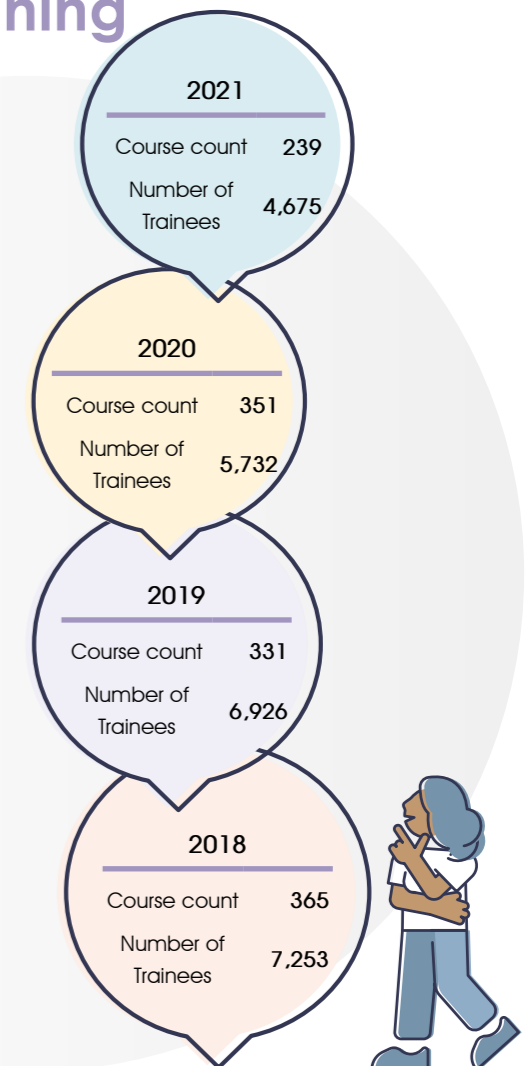 2021
Course count 239
Number of
Trainees 4,675
2020
Course count 351
Number of
Trainees 5,732
2019
Course count 331
Number of
Trainees 6,926
2018
Course count 365
Number of
Trainees 7,253